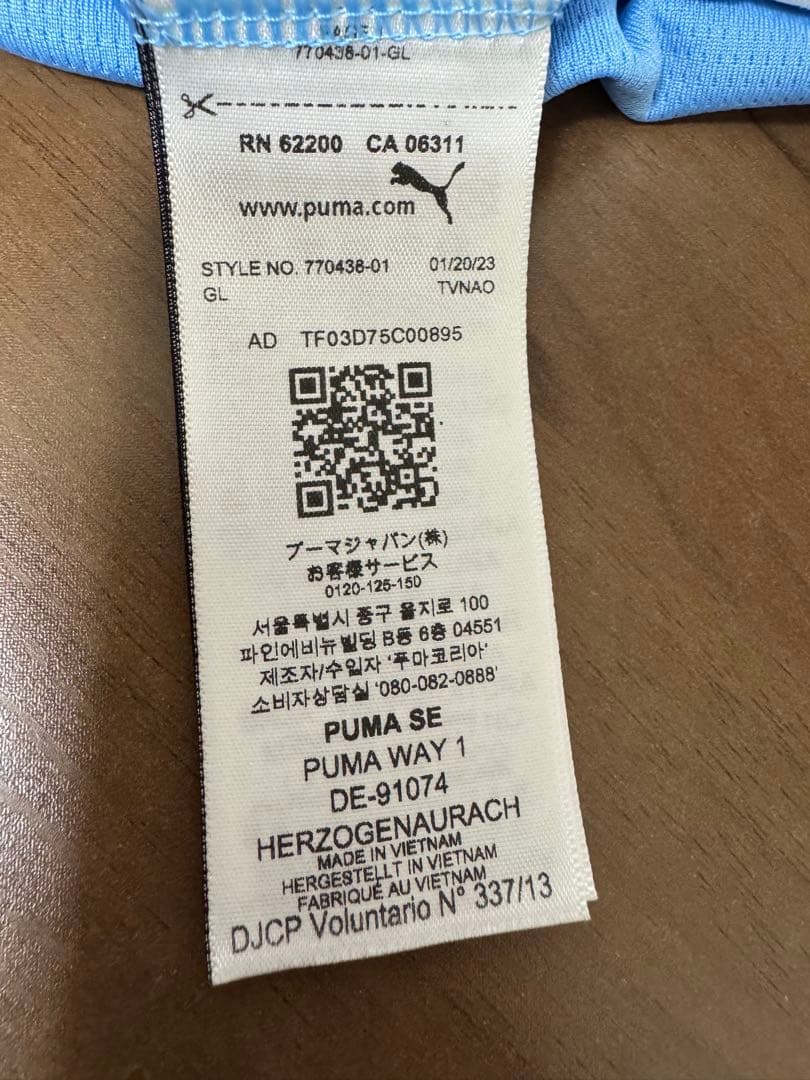 770438-01-GL
RN 62200 CA 06311
www.puma.com
STYLE NO. 770438-01 01/20/23
GL TVNAO
AD TF03D75C00895
プーマジャパン(株)
お客様サービス
0120-125-150
서울특별시 중구 을지로 100
파인에비뉴빌딩 B동 6층 04551
제조자/수입자 '푸마코리아'
소비자상담실 '080-082-0888'
PUMA SE
PUMA WAY 1
DE-91074
HERZOGENAURACH
MADE IN VIETNAM
HERGESTELLT IN VIETNAM
FABRIQUÉ AU VIETNAM
DJCP Voluntario N° 337/13